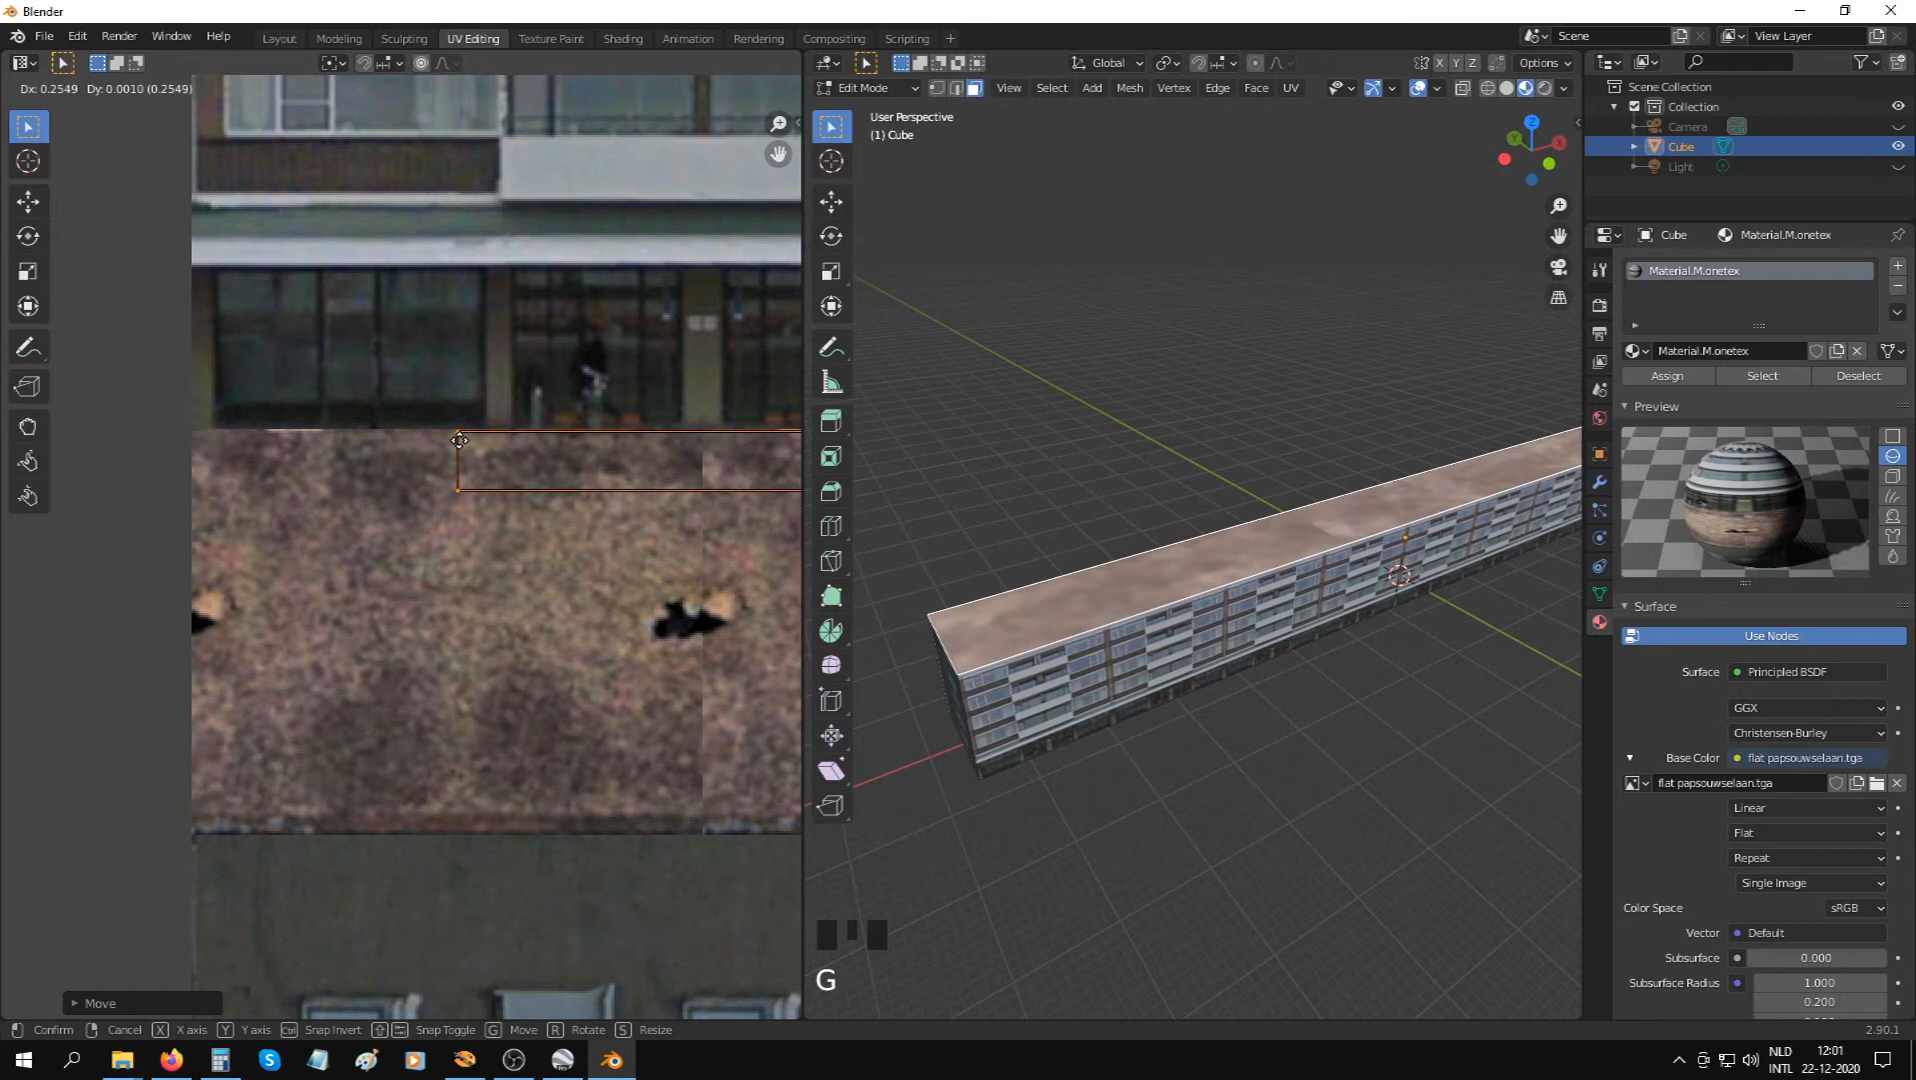 Blender
File Edit Render Window Help
Layout Modeling Sculpting UV Editing Texture Paint Shading Animation Rendering Compositing Scripting +
Scene View Layer
Global Options
X Y Z
Dx: 0.2549 Dy: 0.0010 (0.2549)
Edit Mode View Select Add Mesh Vertex Edge Face UV
User Perspective
(1) Cube
Z
Scene Collection
Collection
Camera
Cube
Light
Cube Material.M.onetex
Material.M.onetex
Material.M.onetex
Assign Select Deselect
Preview
Surface
Use Nodes
Surface Principled BSDF
GGX
Christensen-Burley
Base Color flat papsouwselaan.tga
flat papsouwselaan.tga
Linear
Flat
Repeat
Single Image
Color Space sRGB
Vector Default
Subsurface 0.000
Subsurface Radius 1.000
0.200
G
Move
Confirm Cancel X X axis Y Y axis Ctrl Snap Invert Snap Toggle G Move R Rotate S Resize
2.90.1
NLD
INTL
12:01
22-12-2020